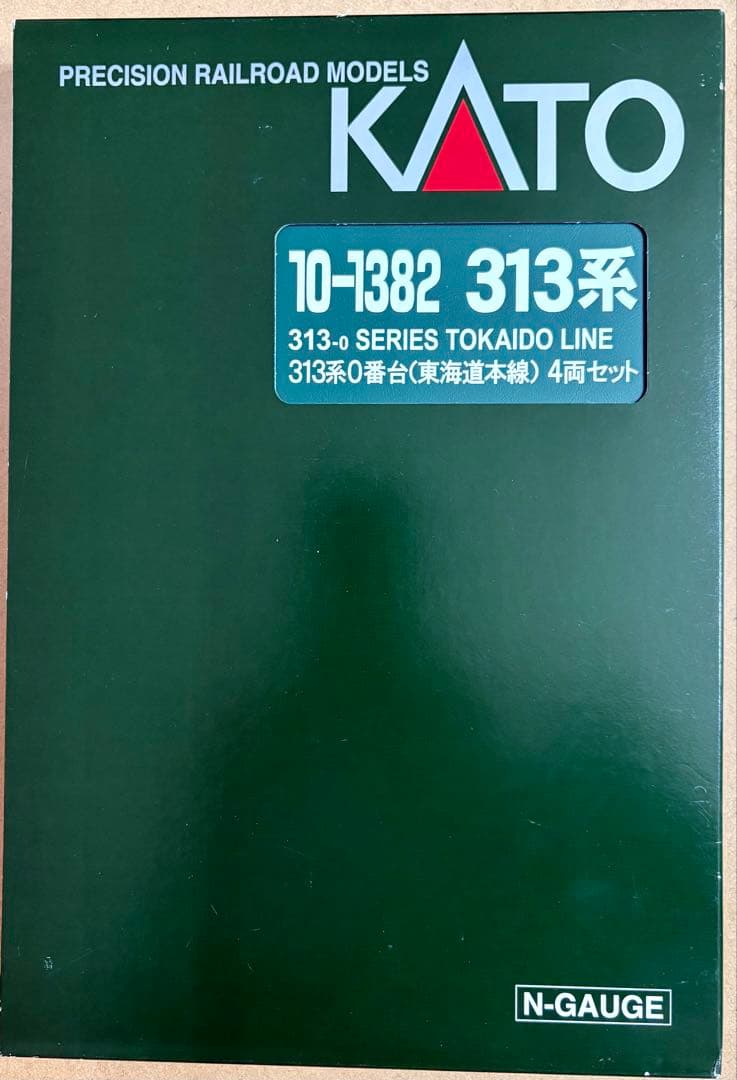 PRECISION RAILROAD MODELS
KATO
10-1382 313系
313-0 SERIES TOKAIDO LINE
313系0番台(東海道本線) 4両セット
N-GAUGE